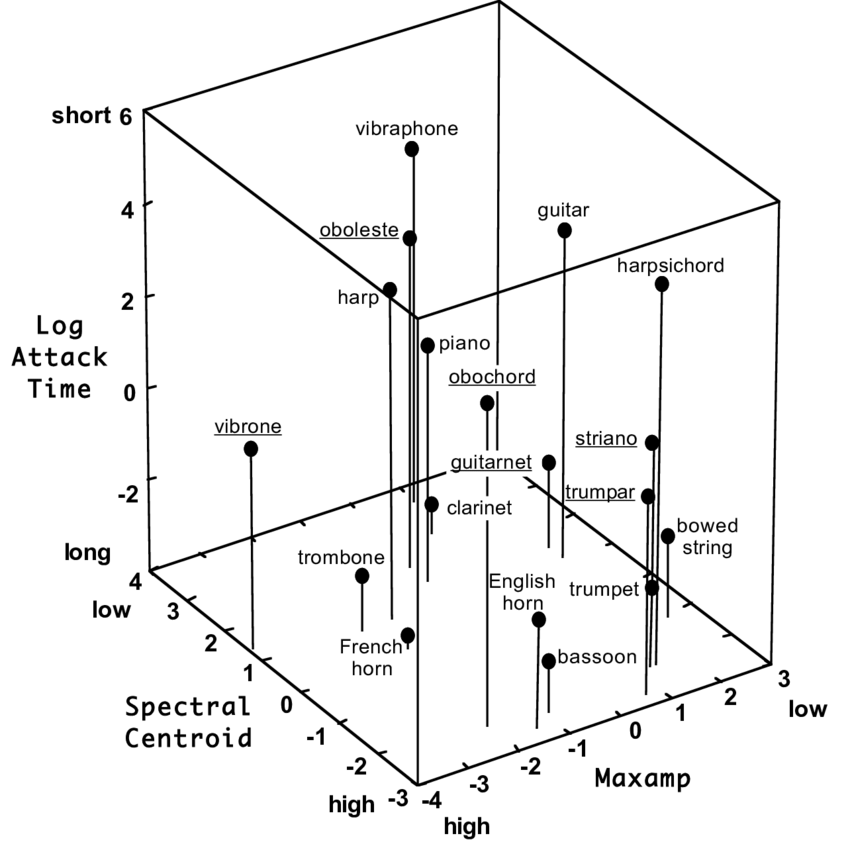 short 6
vibraphone
4
guitar
oboleste
harpsichord
harp
2
Log
Attack
Time
piano
obochord
0
vibrone
striano
guitarnet
-2
trumpar
clarinet
bowed
string
long
4
low
trombone
English
horn
trumpet
3
French
horn
bassoon
2
1
0
-1
-2
-3
high
Spectral
Centroid
-4
-3
-2
-1
0
1
2
3
low
Maxamp
high